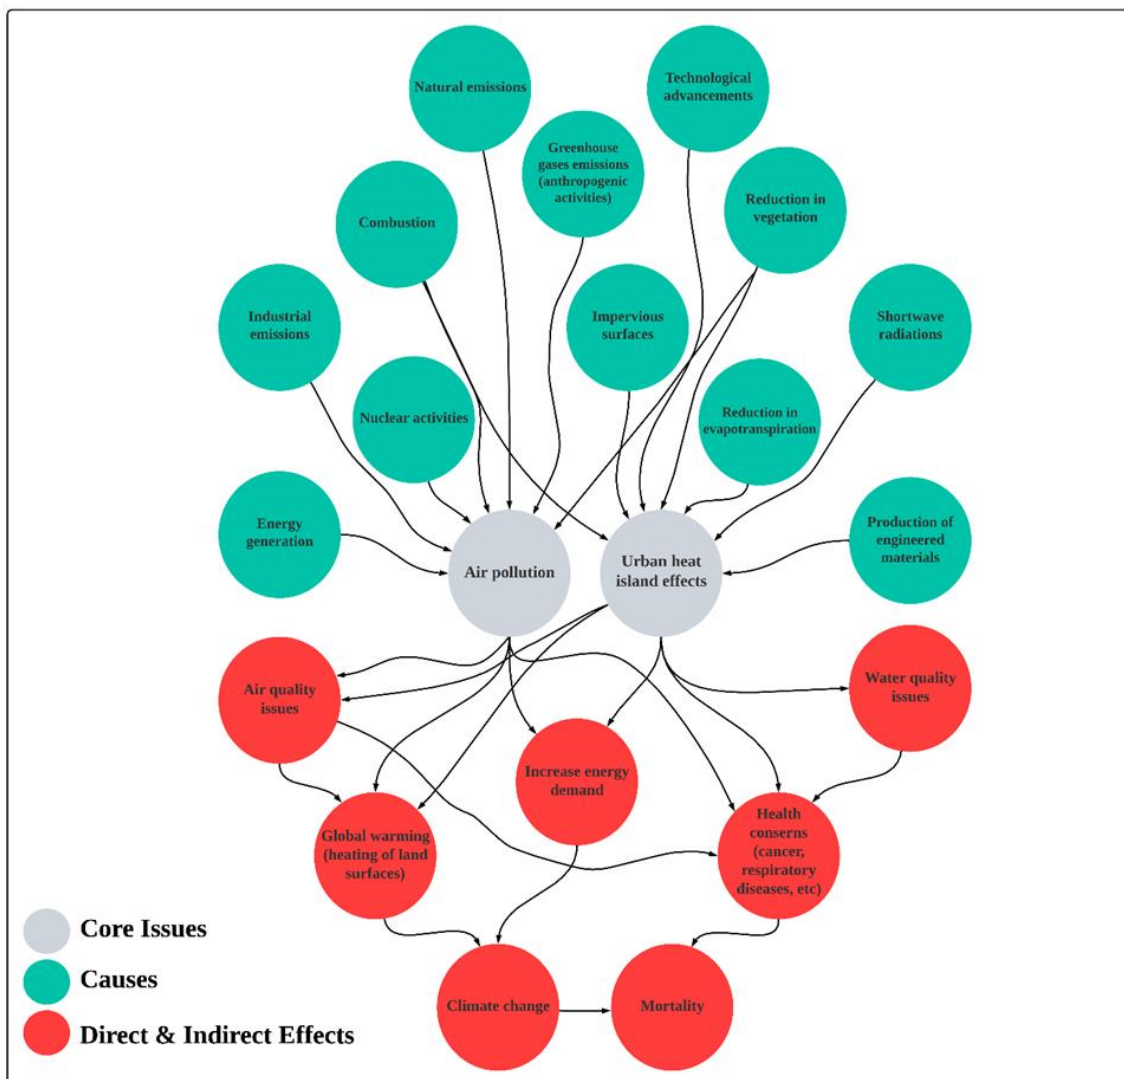 Natural emissions
Technological
advancements
Greenhouse
gases emissions
(anthropogenic
activities)
Combustion
Reduction in
vegetation
Industrial
emissions
Impervious
surfaces
Shortwave
radiations
Nuclear activities
Reduction in
evapotranspiration
Energy
generation
Production of
engineered
materials
Air pollution
Urban heat
island effects
Air quality
issues
Water quality
issues
Increase energy
demand
Global warming
(heating of land
surfaces)
Health
conserns
(cancer,
respiratory
diseases, etc)
Climate change
Mortality
Core Issues
Causes
Direct & Indirect Effects